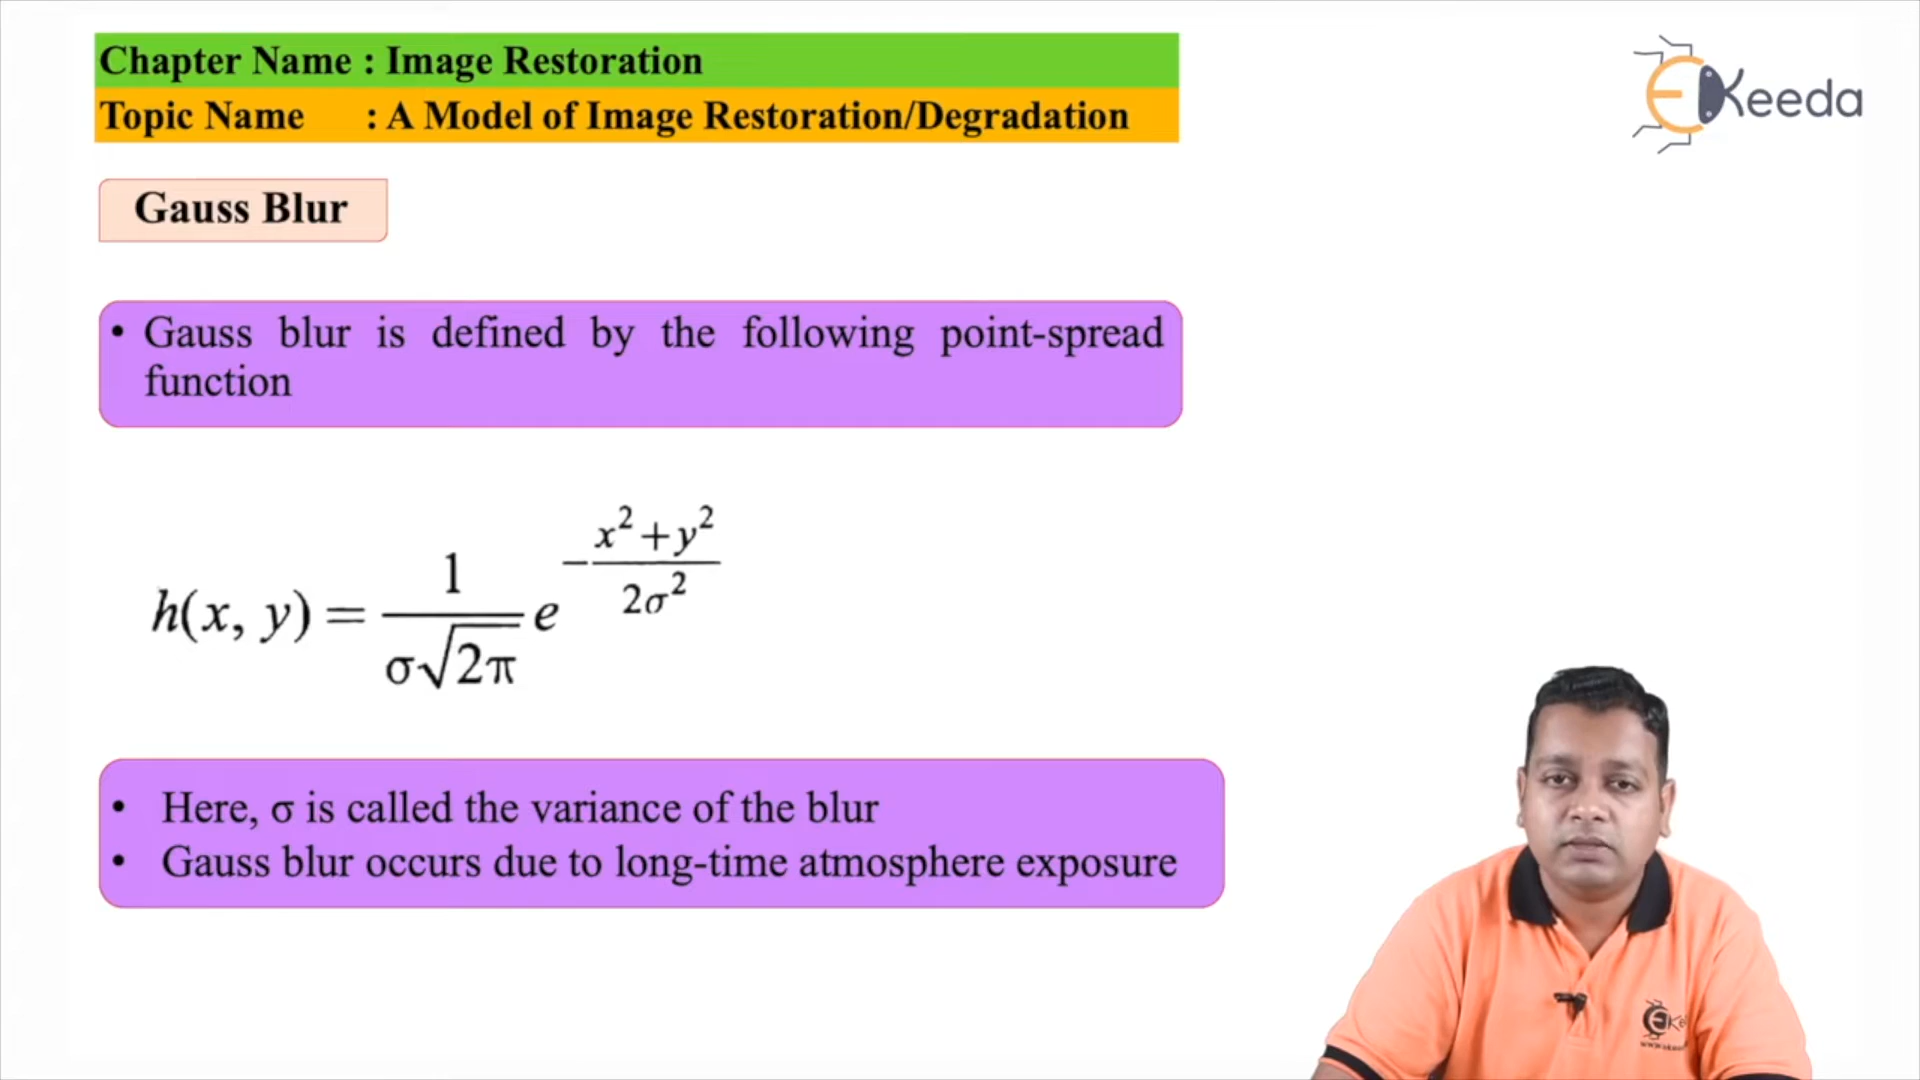 Chapter Name : Image Restoration
Topic Name : A Model of Image Restoration/Degradation
EKeeda
Gauss Blur
• Gauss blur is defined by the following point-spread
function
h(x, y) = 1/(σ√2π) e^(-(x²+y²)/(2σ²))
• Here, σ is called the variance of the blur
• Gauss blur occurs due to long-time atmosphere exposure